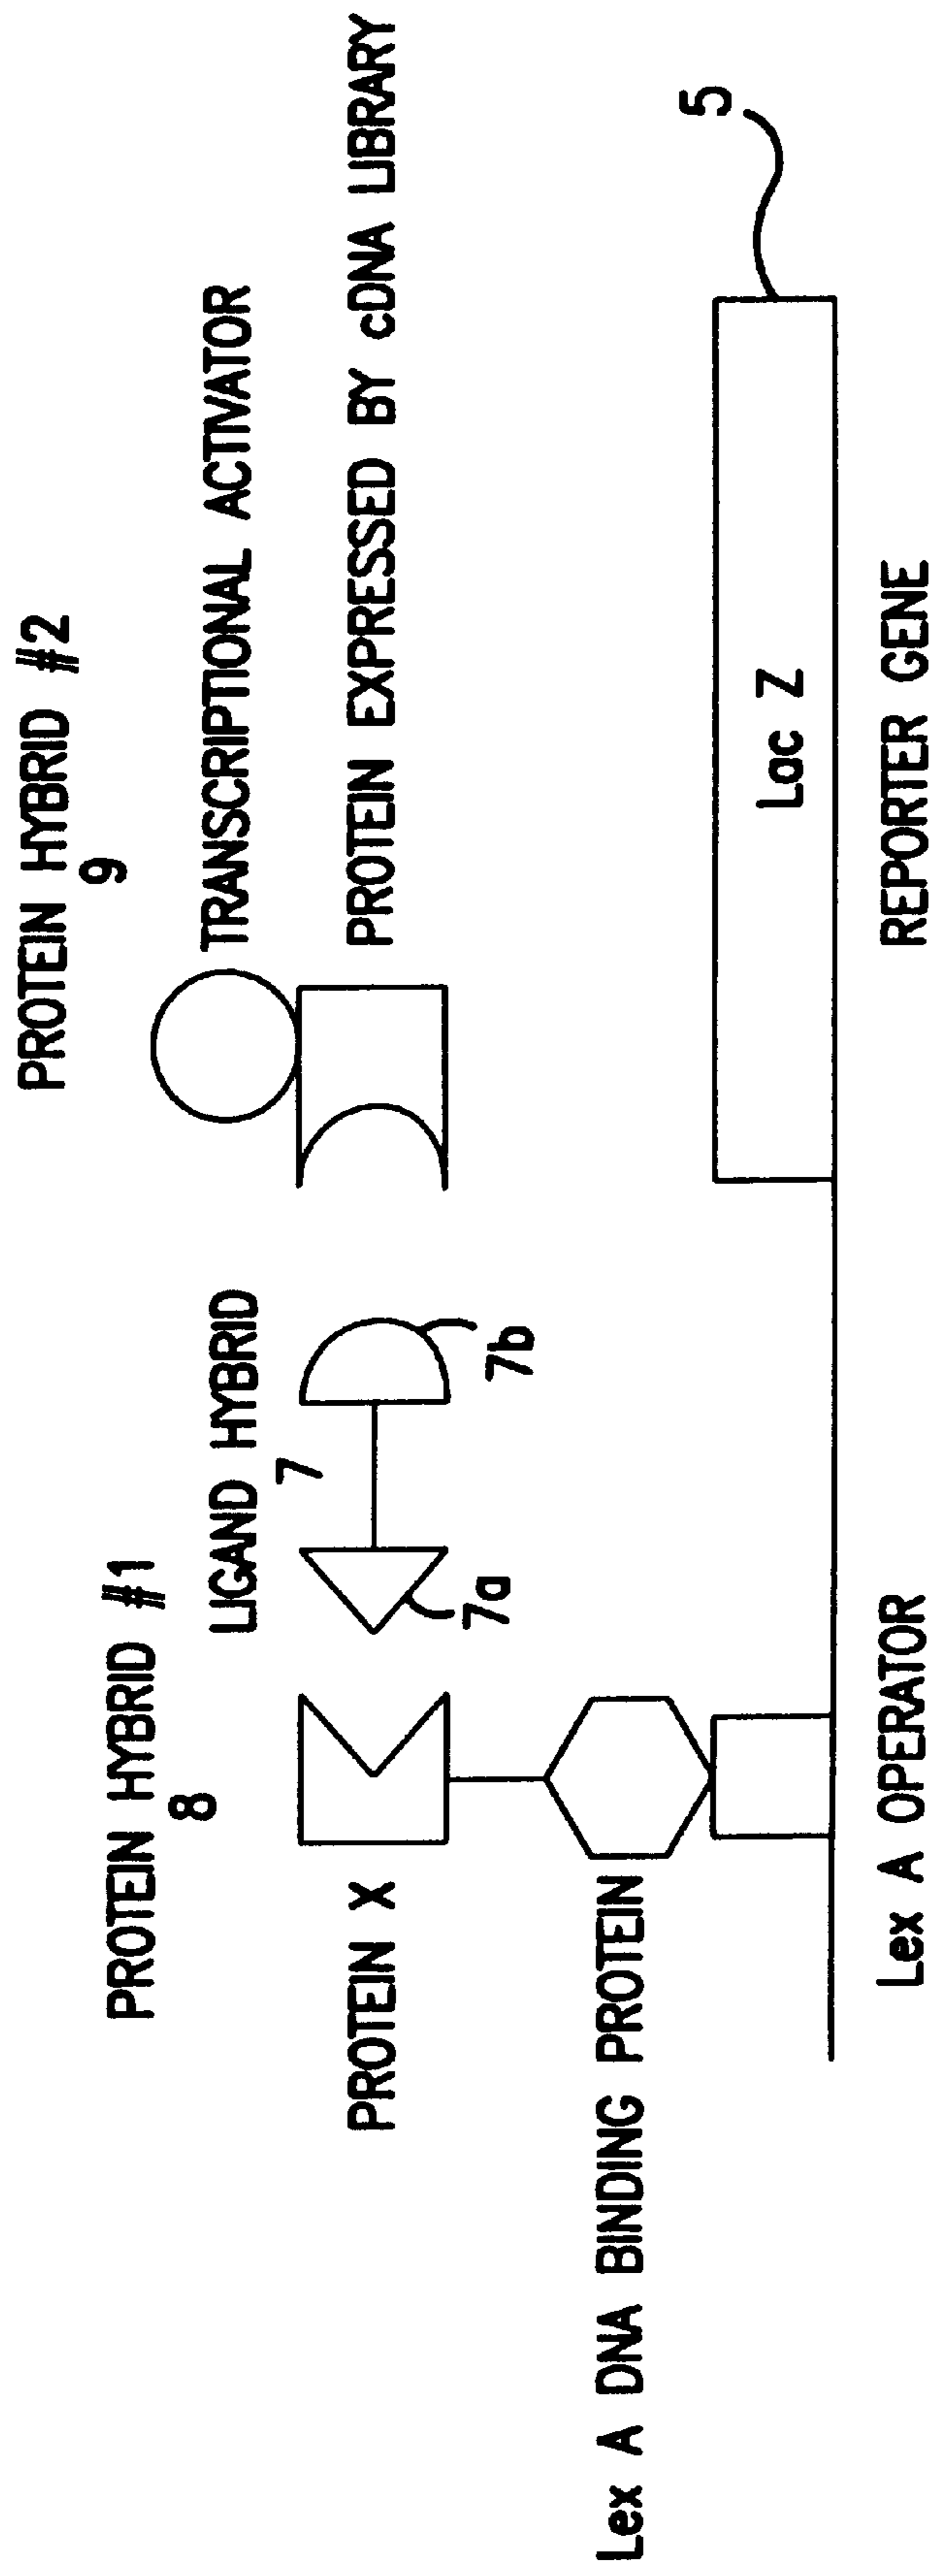 PROTEIN HYBRID #2
9
PROTEIN HYBRID #1
8
LIGAND HYBRID
7
TRANSCRIPTIONAL ACTIVATOR
PROTEIN X
7a
7b
PROTEIN EXPRESSED BY cDNA LIBRARY
Lex A DNA BINDING PROTEIN
Lac Z
5
Lex A OPERATOR
REPORTER GENE